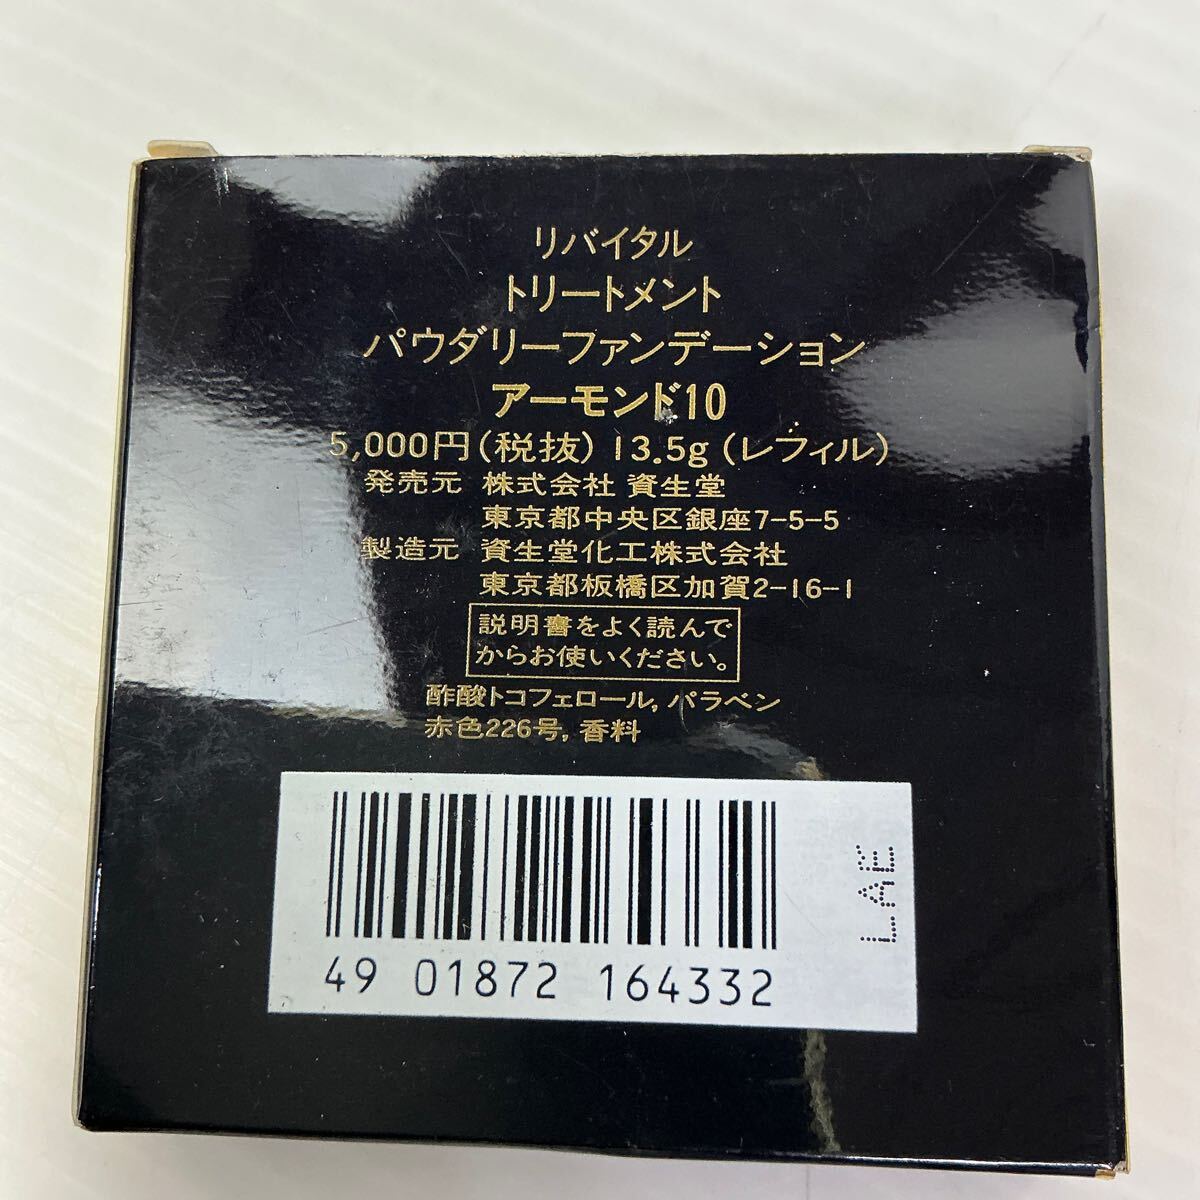 リバイタル
トリートメント
パウダリーファンデーション
アーモンド10
5,000円(税抜) 13.5g (レフィル)
発売元 株式会社 資生堂
東京都中央区銀座7-5-5
製造元 資生堂化工株式会社
東京都板橋区加賀2-16-1
説明書をよく読んで
からお使いください。
酢酸トコフェロール, パラベン
赤色226号, 香料
49 01872 164332
LAE